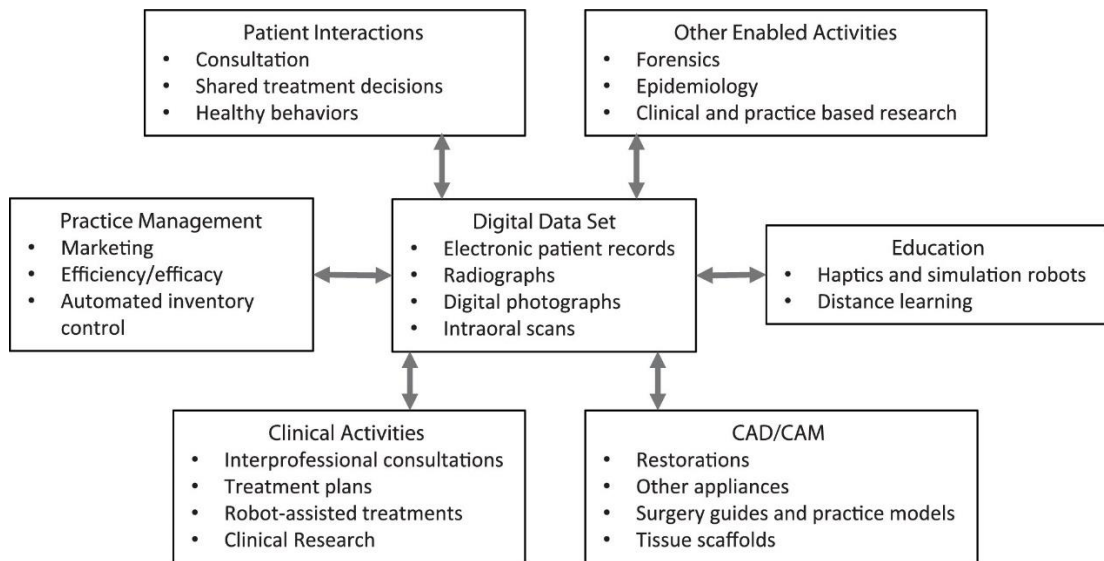 Patient Interactions
• Consultation
• Shared treatment decisions
• Healthy behaviors
Other Enabled Activities
• Forensics
• Epidemiology
• Clinical and practice based research
Practice Management
• Marketing
• Efficiency/efficacy
• Automated inventory
control
Digital Data Set
• Electronic patient records
• Radiographs
• Digital photographs
• Intraoral scans
Education
• Haptics and simulation robots
• Distance learning
Clinical Activities
• Interprofessional consultations
• Treatment plans
• Robot-assisted treatments
• Clinical Research
CAD/CAM
• Restorations
• Other appliances
• Surgery guides and practice models
• Tissue scaffolds